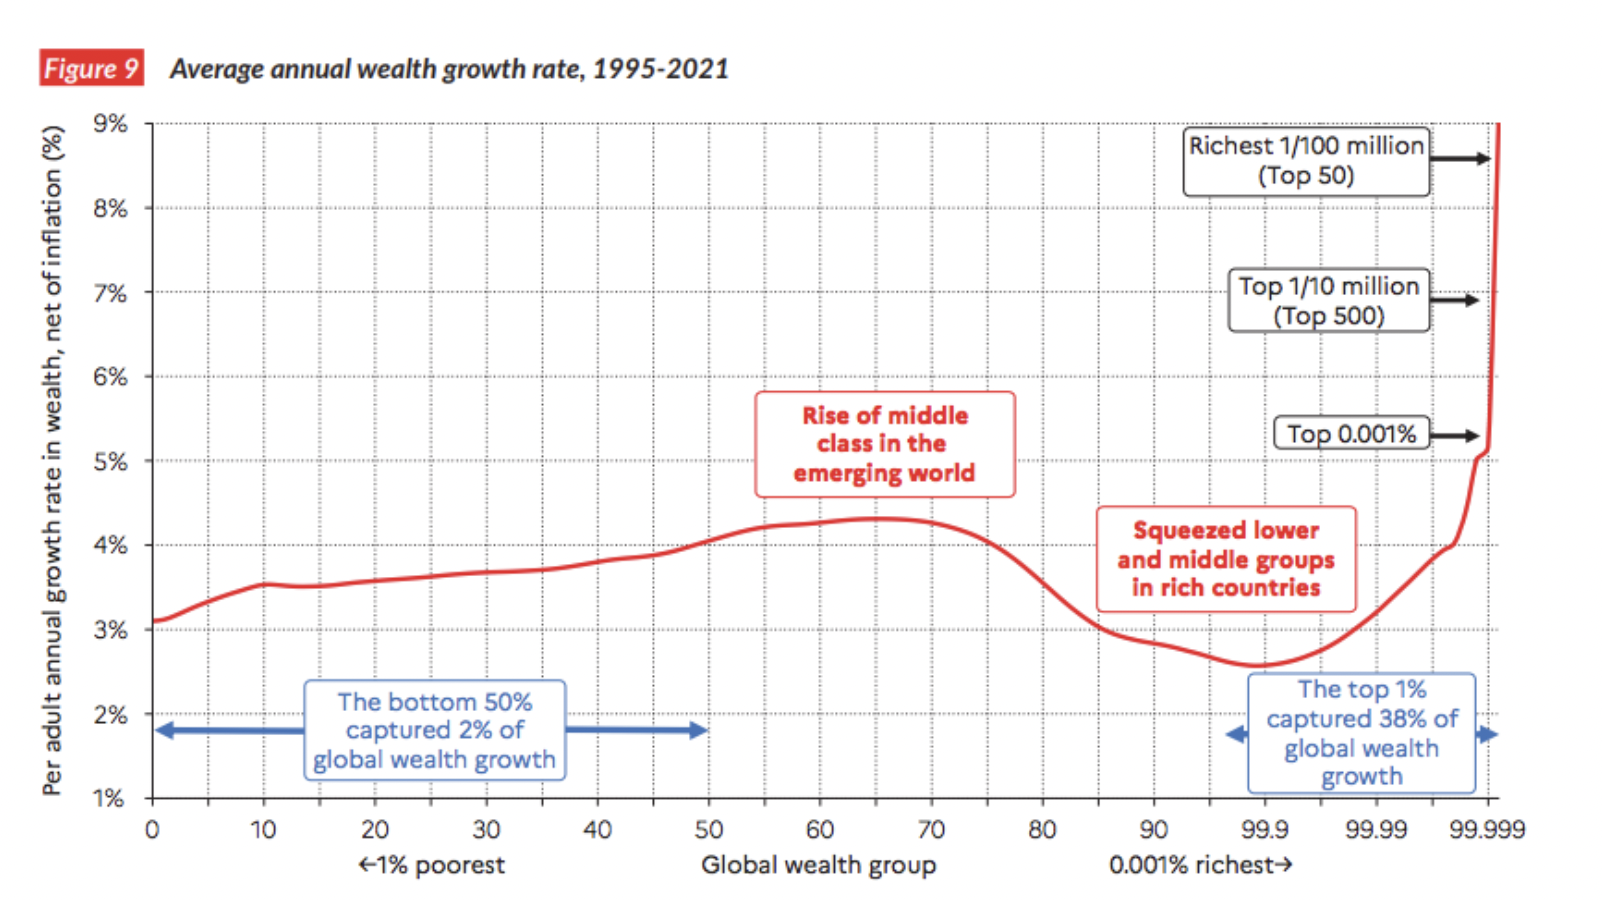 Figure 9 Average annual wealth growth rate, 1995-2021
Per adult annual growth rate in wealth, net of inflation (%)
9%
8%
7%
6%
5%
4%
3%
2%
1%
Richest 1/100 million
(Top 50)
Top 1/10 million
(Top 500)
Top 0.001%
Rise of middle
class in the
emerging world
Squeezed lower
and middle groups
in rich countries
The bottom 50%
captured 2% of
global wealth growth
The top 1%
captured 38% of
global wealth
growth
0 10 20 30 40 50 60 70 80 90 99.9 99.99 99.999
←1% poorest Global wealth group 0.001% richest→